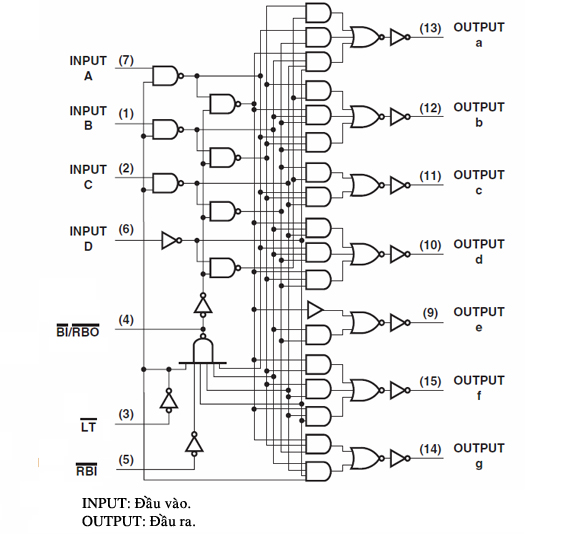 INPUT A (7)
INPUT B (1)
INPUT C (2)
INPUT D (6)
BI/RBO (4)
LT (3)
RBI (5)
(13) OUTPUT a
(12) OUTPUT b
(11) OUTPUT c
(10) OUTPUT d
(9) OUTPUT e
(15) OUTPUT f
(14) OUTPUT g
INPUT: Đầu vào.
OUTPUT: Đầu ra.